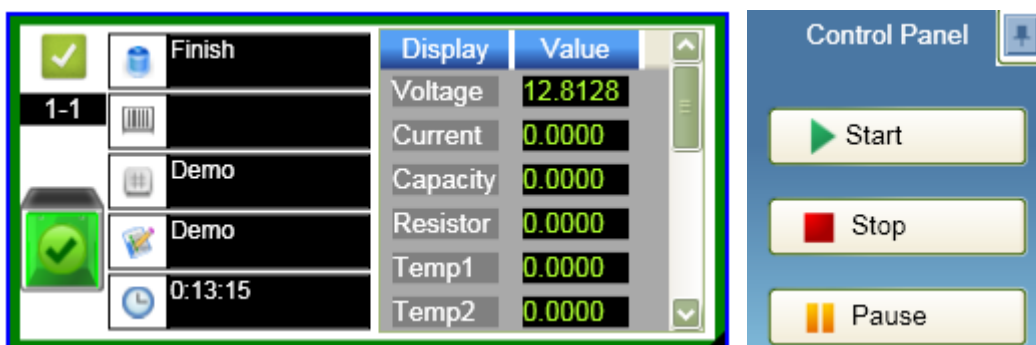 Finish
1-1
Demo
Demo
0:13:15
Display Value
Voltage 12.8128
Current 0.0000
Capacity 0.0000
Resistor 0.0000
Temp1 0.0000
Temp2 0.0000
Control Panel
Start
Stop
Pause